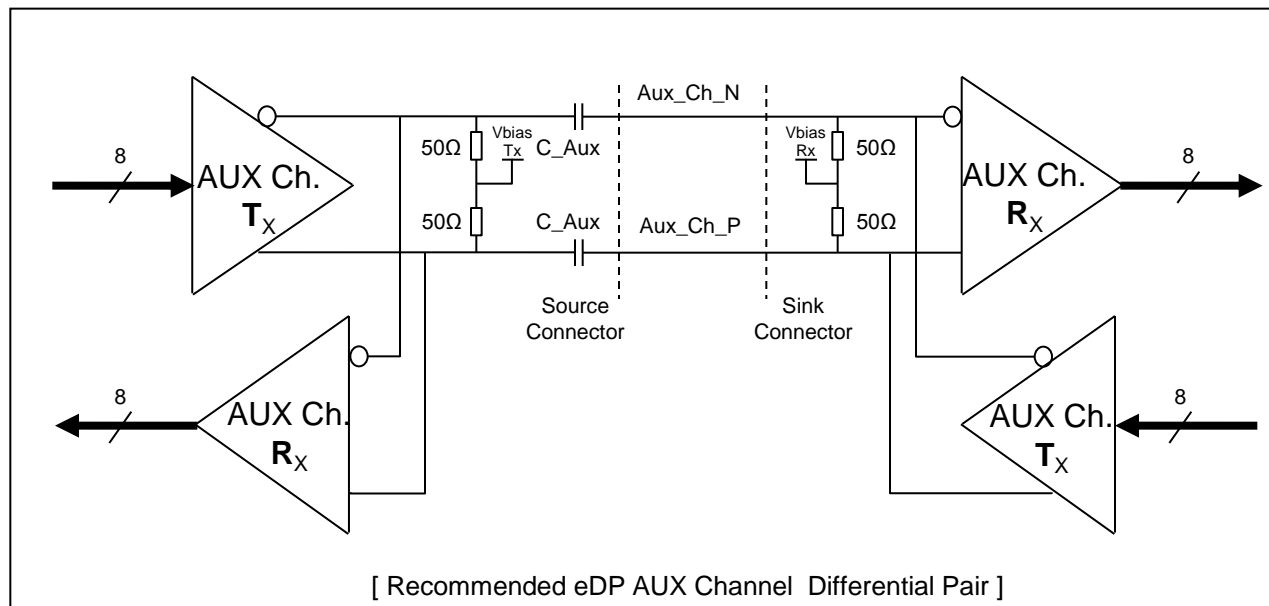 Aux_Ch_N
8
AUX Ch.
TX
50Ω
Vbias
Tx
C_Aux
Vbias
Rx
50Ω
AUX Ch.
RX
8
50Ω
C_Aux
Aux_Ch_P
50Ω
Source
Connector
Sink
Connector
8
AUX Ch.
RX
AUX Ch.
TX
8
[ Recommended eDP AUX Channel Differential Pair ]